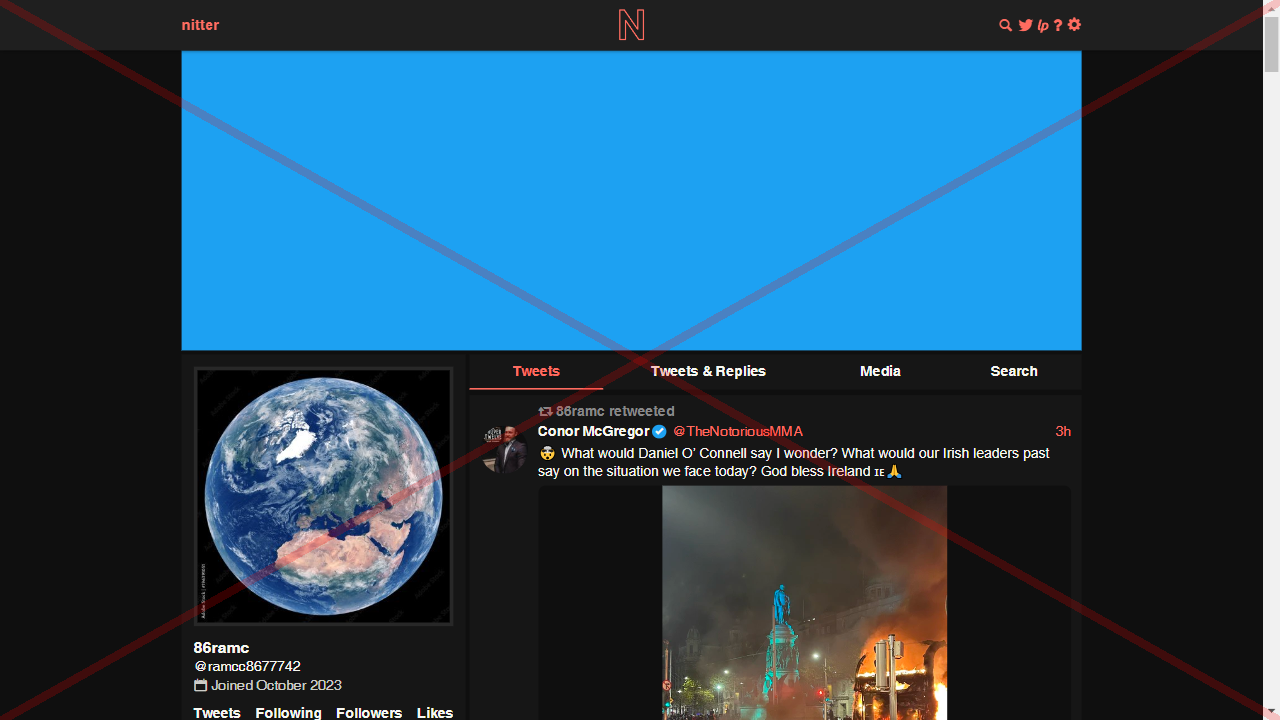 nitter
N
lp ?
Tweets
Tweets & Replies
Media
Search
86ramc retweeted
Conor McGregor @TheNotoriousMMA 3h
🤯 What would Daniel O' Connell say I wonder? What would our Irish leaders past
say on the situation we face today? God bless Ireland ɪᴇ 🙏
86ramc
@ramcc8677742
Joined October 2023
Tweets Following Followers Likes